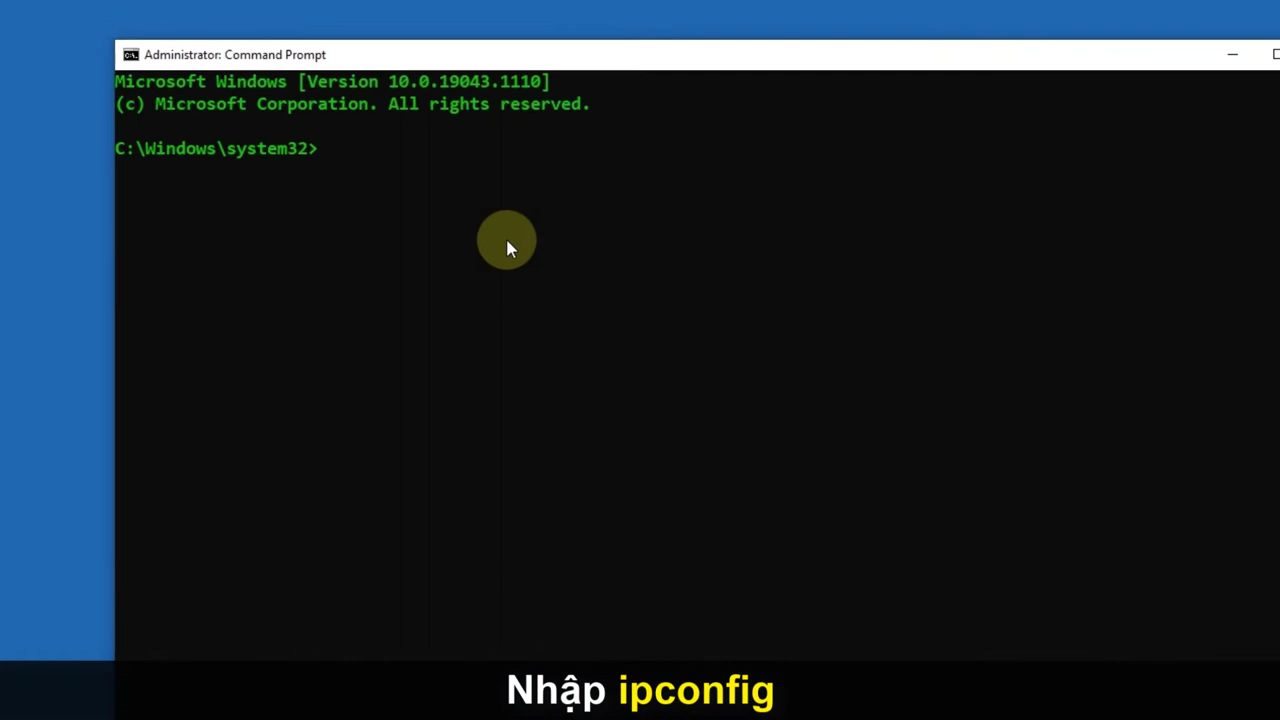 Administrator: Command Prompt
Microsoft Windows [Version 10.0.19043.1110]
(c) Microsoft Corporation. All rights reserved.
C:\Windows\system32>
Nhập ipconfig